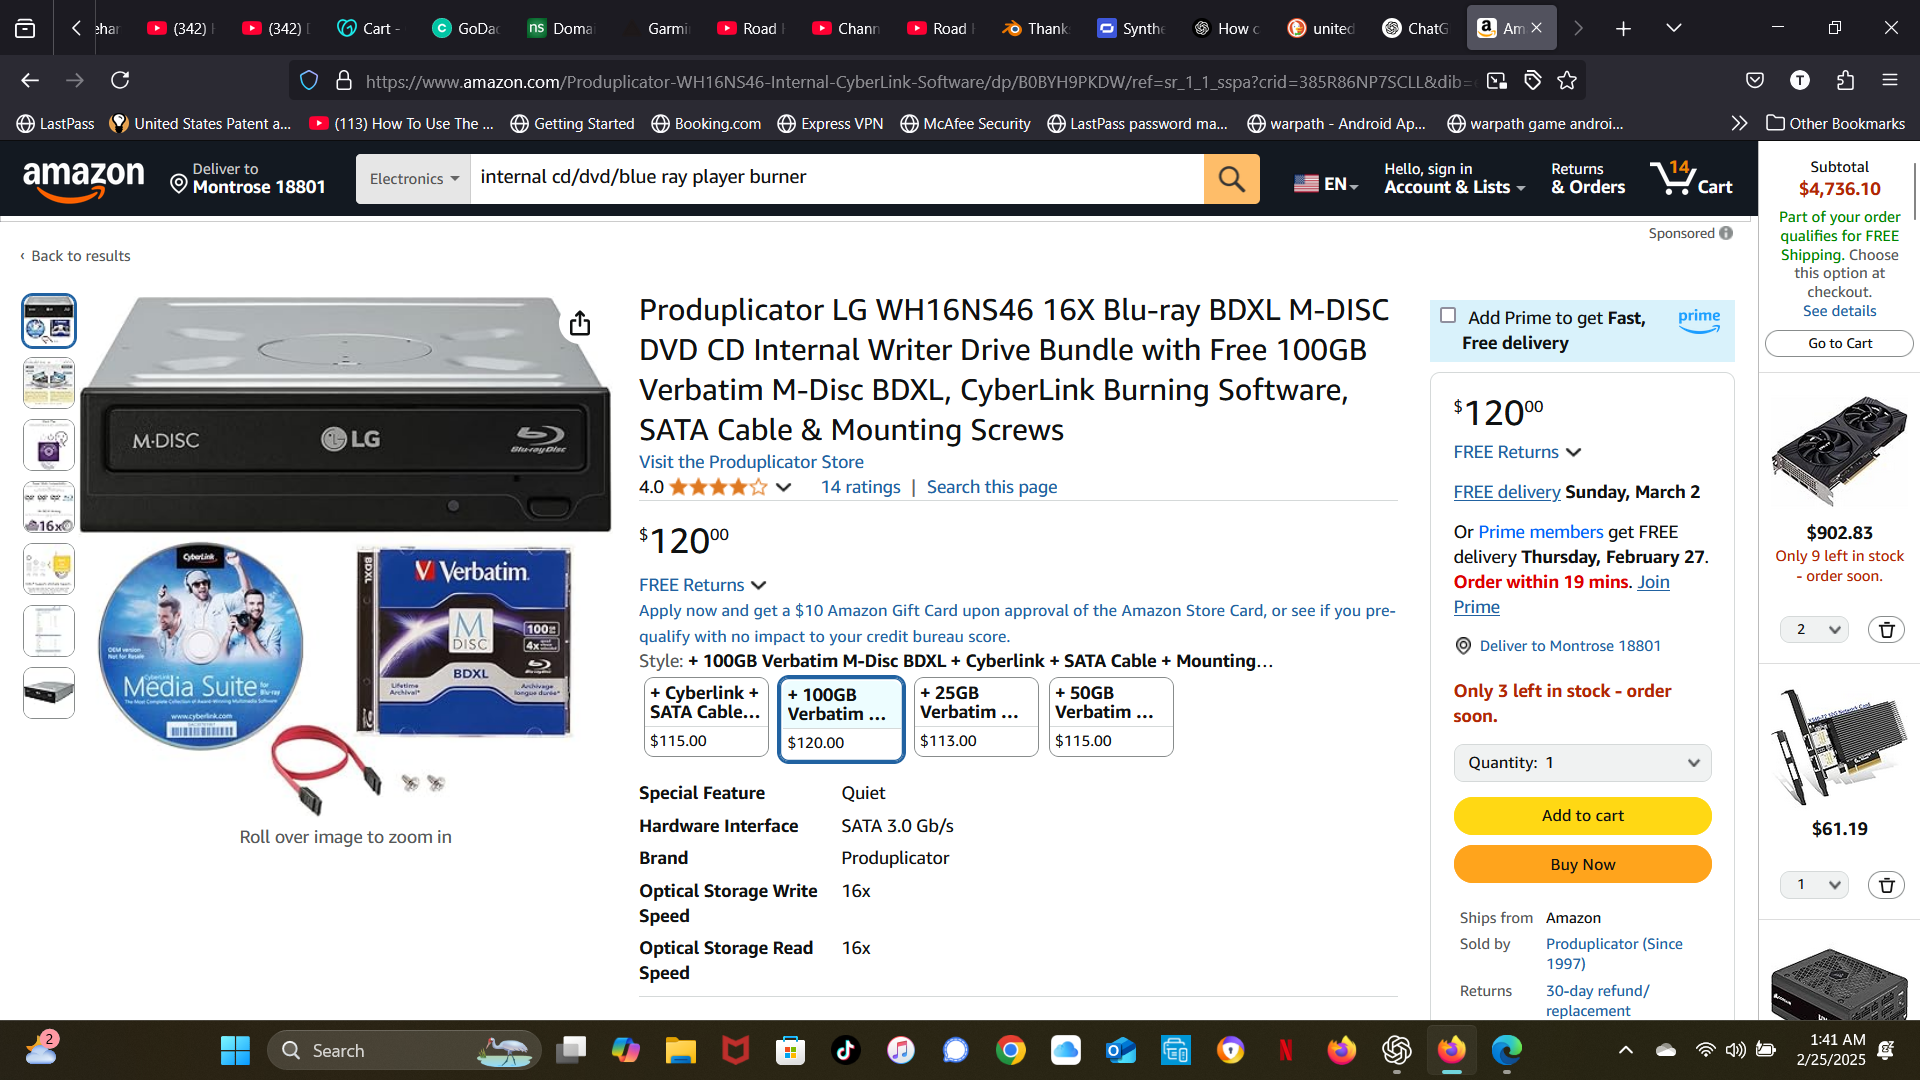 (342)
(342)
Cart -
GoDac
Domai
Garmi
Road
Chann
Road
Thank
Synthe
How c
united
ChatG
Am
https://www.amazon.com/Produplicator-WH16NS46-Internal-CyberLink-Software/dp/B0BYH9PKDW/ref=sr_1_1_sspa?crid=385R86NP7SCLL&dib=
LastPass
United States Patent a...
(113) How To Use The ...
Getting Started
Booking.com
Express VPN
McAfee Security
LastPass password ma...
warpath - Android Ap...
warpath game androi...
Other Bookmarks
amazon
Deliver to
Montrose 18801
Electronics
internal cd/dvd/blue ray player burner
EN
Hello, sign in
Account & Lists
Returns
& Orders
14
Cart
Sponsored
‹ Back to results
M·DISC
LG
Blu-ray Disc
CyberLink
Media Suite for Blu-ray
www.cyberlink.com
Verbatim
BDXL
M
DISC
100GB
4x
BDXL
Lifetime
Archival*
Roll over image to zoom in
Produplicator LG WH16NS46 16X Blu-ray BDXL M-DISC
DVD CD Internal Writer Drive Bundle with Free 100GB
Verbatim M-Disc BDXL, CyberLink Burning Software,
SATA Cable & Mounting Screws
Visit the Produplicator Store
4.0
14 ratings | Search this page
$12000
FREE Returns
Apply now and get a $10 Amazon Gift Card upon approval of the Amazon Store Card, or see if you pre-
qualify with no impact to your credit bureau score.
Style: + 100GB Verbatim M-Disc BDXL + Cyberlink + SATA Cable + Mounting...
+ Cyberlink +
SATA Cable...
$115.00
+ 100GB
Verbatim ...
$120.00
+ 25GB
Verbatim ...
$113.00
+ 50GB
Verbatim ...
$115.00
Special Feature Quiet
Hardware Interface SATA 3.0 Gb/s
Brand Produplicator
Optical Storage Write
Speed
16x
Optical Storage Read
Speed
16x
Add Prime to get Fast,
Free delivery
prime
$12000
FREE Returns
FREE delivery Sunday, March 2
Or Prime members get FREE
delivery Thursday, February 27.
Order within 19 mins. Join
Prime
Deliver to Montrose 18801
Only 3 left in stock - order
soon.
Quantity: 1
Add to cart
Buy Now
Ships from Amazon
Sold by Produplicator (Since
1997)
Returns 30-day refund/
replacement
Subtotal
$4,736.10
Part of your order
qualifies for FREE
Shipping. Choose
this option at
checkout.
See details
Go to Cart
$902.83
Only 9 left in stock
- order soon.
2
$61.19
1
2
Search
1:41 AM
2/25/2025